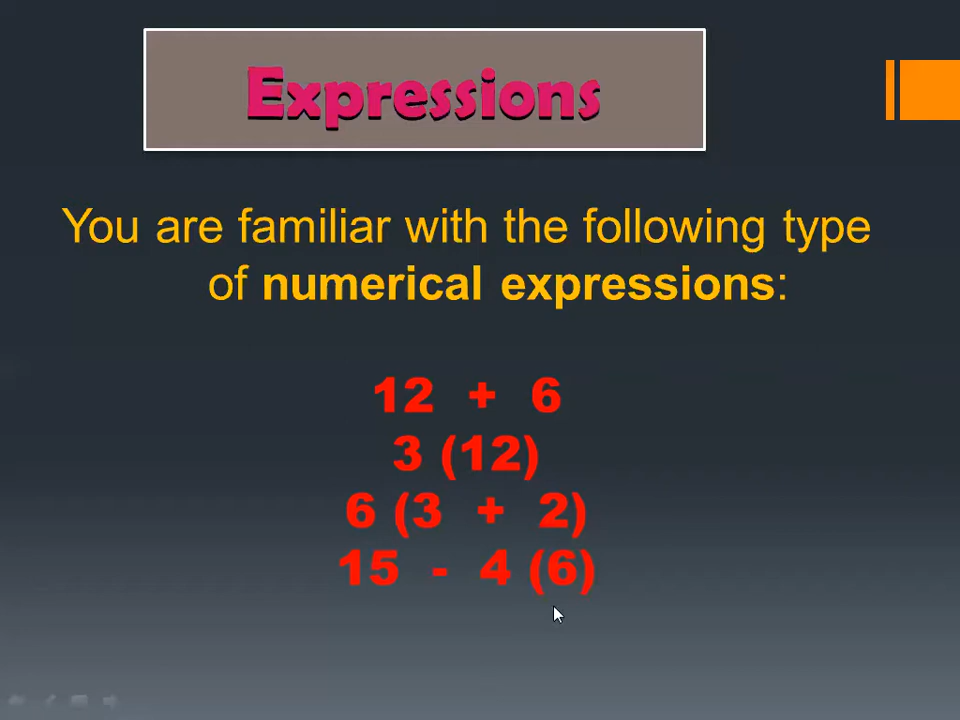 Expressions
You are familiar with the following type
of numerical expressions:
12 + 6
3 (12)
6 (3 + 2)
15 - 4 (6)